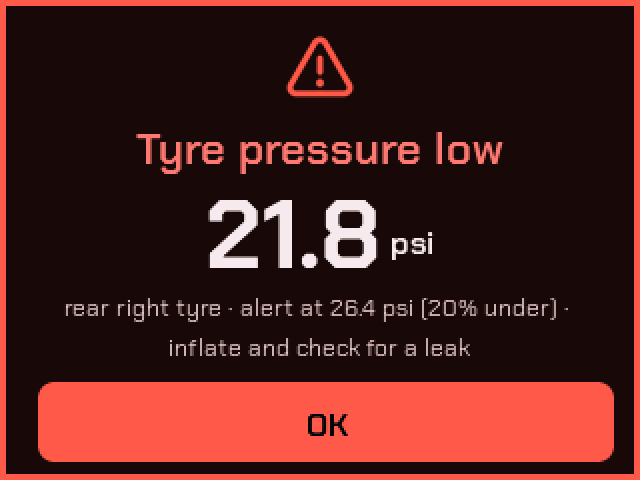 Tyre pressure low
21.8 psi
rear right tyre · alert at 26.4 psi (20% under) ·
inflate and check for a leak
OK